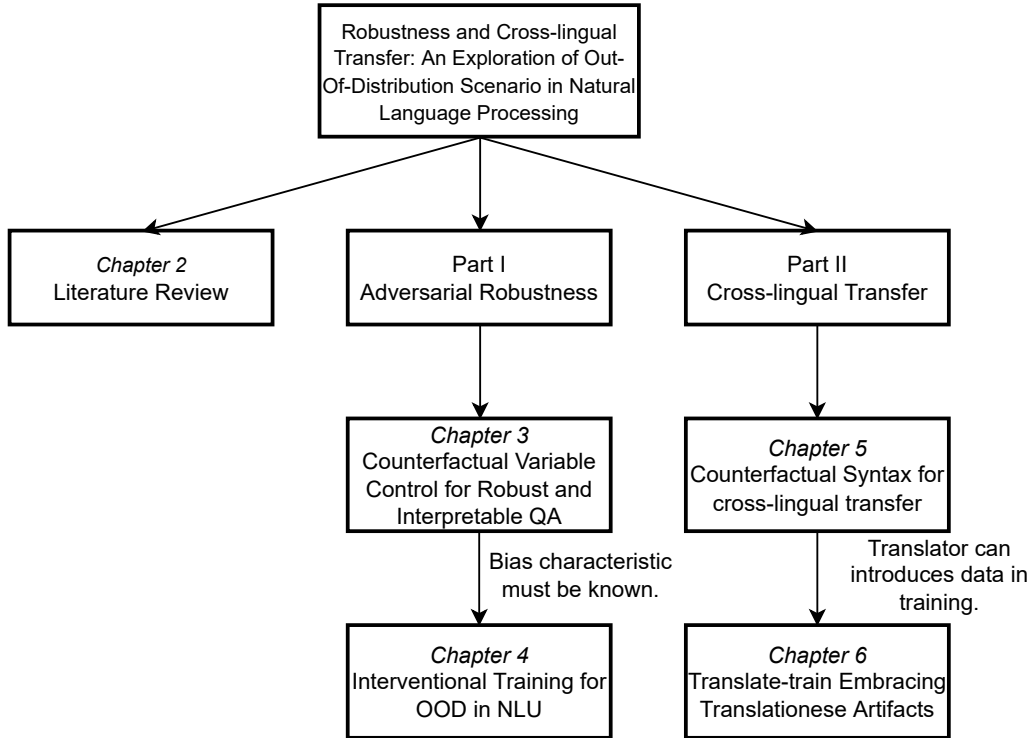 Robustness and Cross-lingual
Transfer: An Exploration of Out-
Of-Distribution Scenario in Natural
Language Processing
Chapter 2
Literature Review
Part I
Adversarial Robustness
Part II
Cross-lingual Transfer
Chapter 3
Counterfactual Variable
Control for Robust and
Interpretable QA
Chapter 5
Counterfactual Syntax for
cross-lingual transfer
Bias characteristic
must be known.
Translator can
introduces data in
training.
Chapter 4
Interventional Training for
OOD in NLU
Chapter 6
Translate-train Embracing
Translationese Artifacts